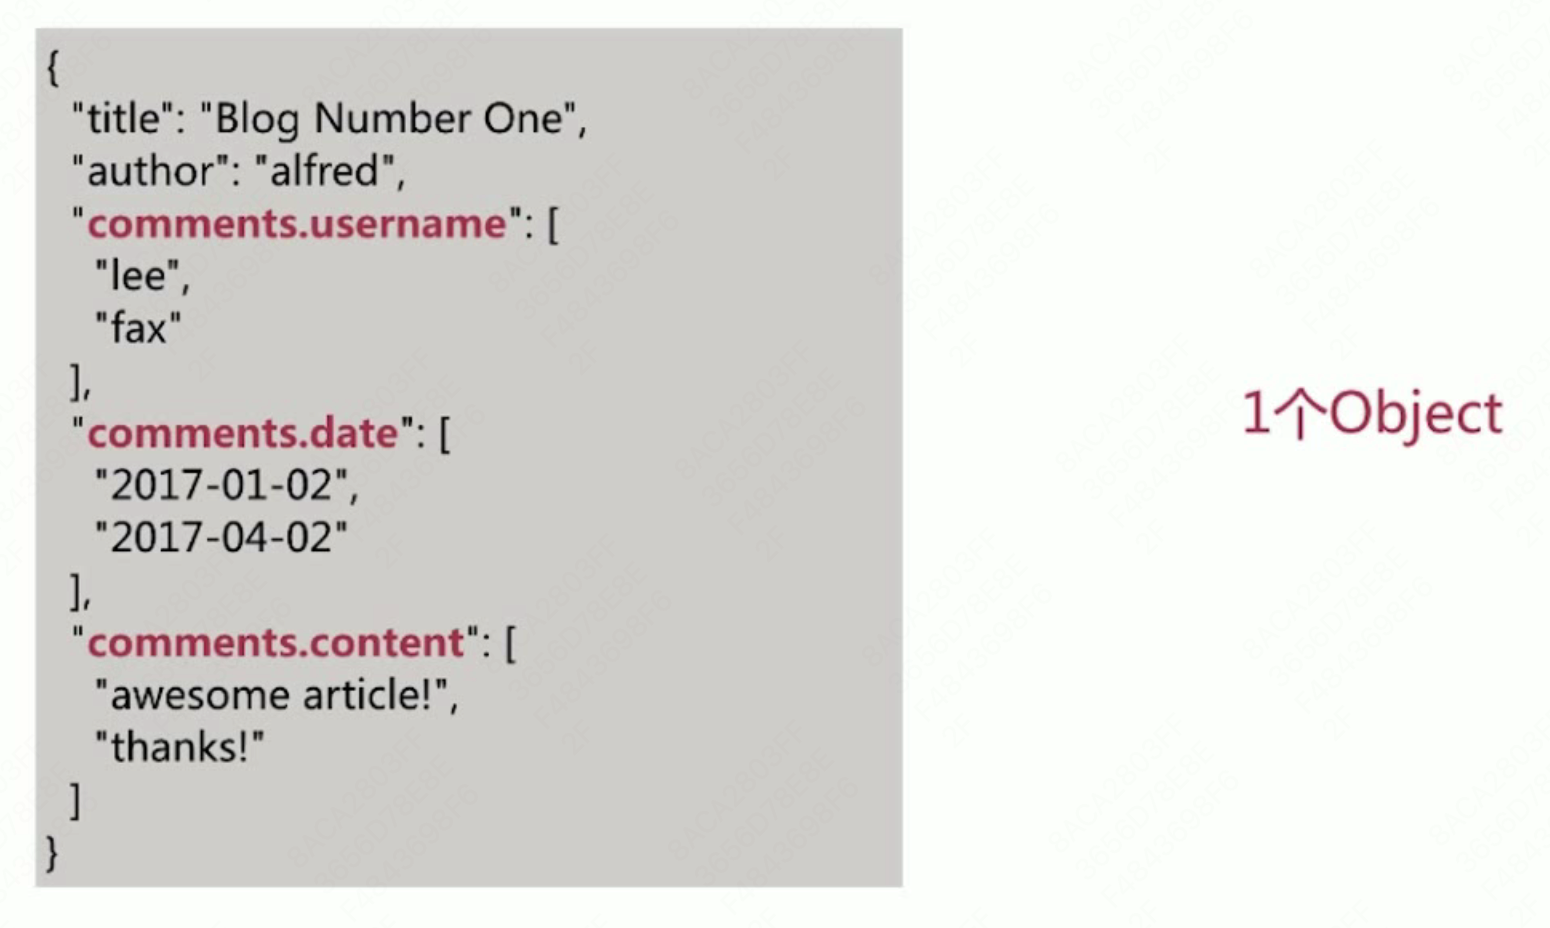 {
"title": "Blog Number One",
"author": "alfred",
"comments.username": [
"lee",
"fax"
],
"comments.date": [
"2017-01-02",
"2017-04-02"
],
"comments.content": [
"awesome article!",
"thanks!"
]
}
1个Object